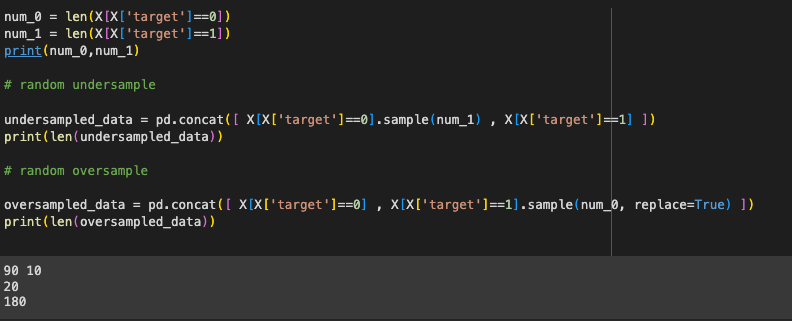 num_0 = len(X[X['target']==0])
num_1 = len(X[X['target']==1])
print(num_0,num_1)
# random undersample
undersampled_data = pd.concat([ X[X['target']==0].sample(num_1) , X[X['target']==1] ])
print(len(undersampled_data))
# random oversample
oversampled_data = pd.concat([ X[X['target']==0] , X[X['target']==1].sample(num_0, replace=True) ])
print(len(oversampled_data))
90 10
20
180